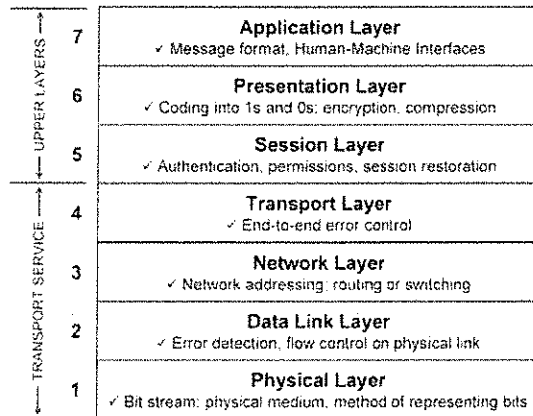 UPPER LAYERS
7
Application Layer
✓ Message format, Human-Machine Interfaces
6
Presentation Layer
✓ Coding into 1s and 0s; encryption, compression
5
Session Layer
✓ Authentication, permissions, session restoration
TRANSPORT SERVICE
4
Transport Layer
✓ End-to-end error control
3
Network Layer
✓ Network addressing; routing or switching
2
Data Link Layer
✓ Error detection, flow control on physical link
1
Physical Layer
✓ Bit stream: physical medium, method of representing bits